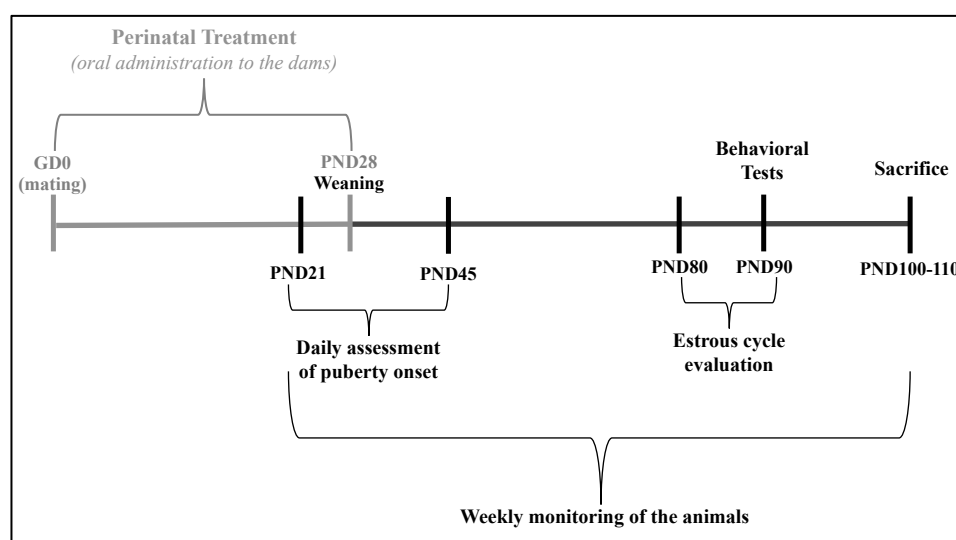 Perinatal Treatment
(oral administration to the dams)
GD0
(mating)
PND28
Weaning
Behavioral
Tests
Sacrifice
PND21
PND45
PND80
PND90
PND100-110
Daily assessment
of puberty onset
Estrous cycle
evaluation
Weekly monitoring of the animals